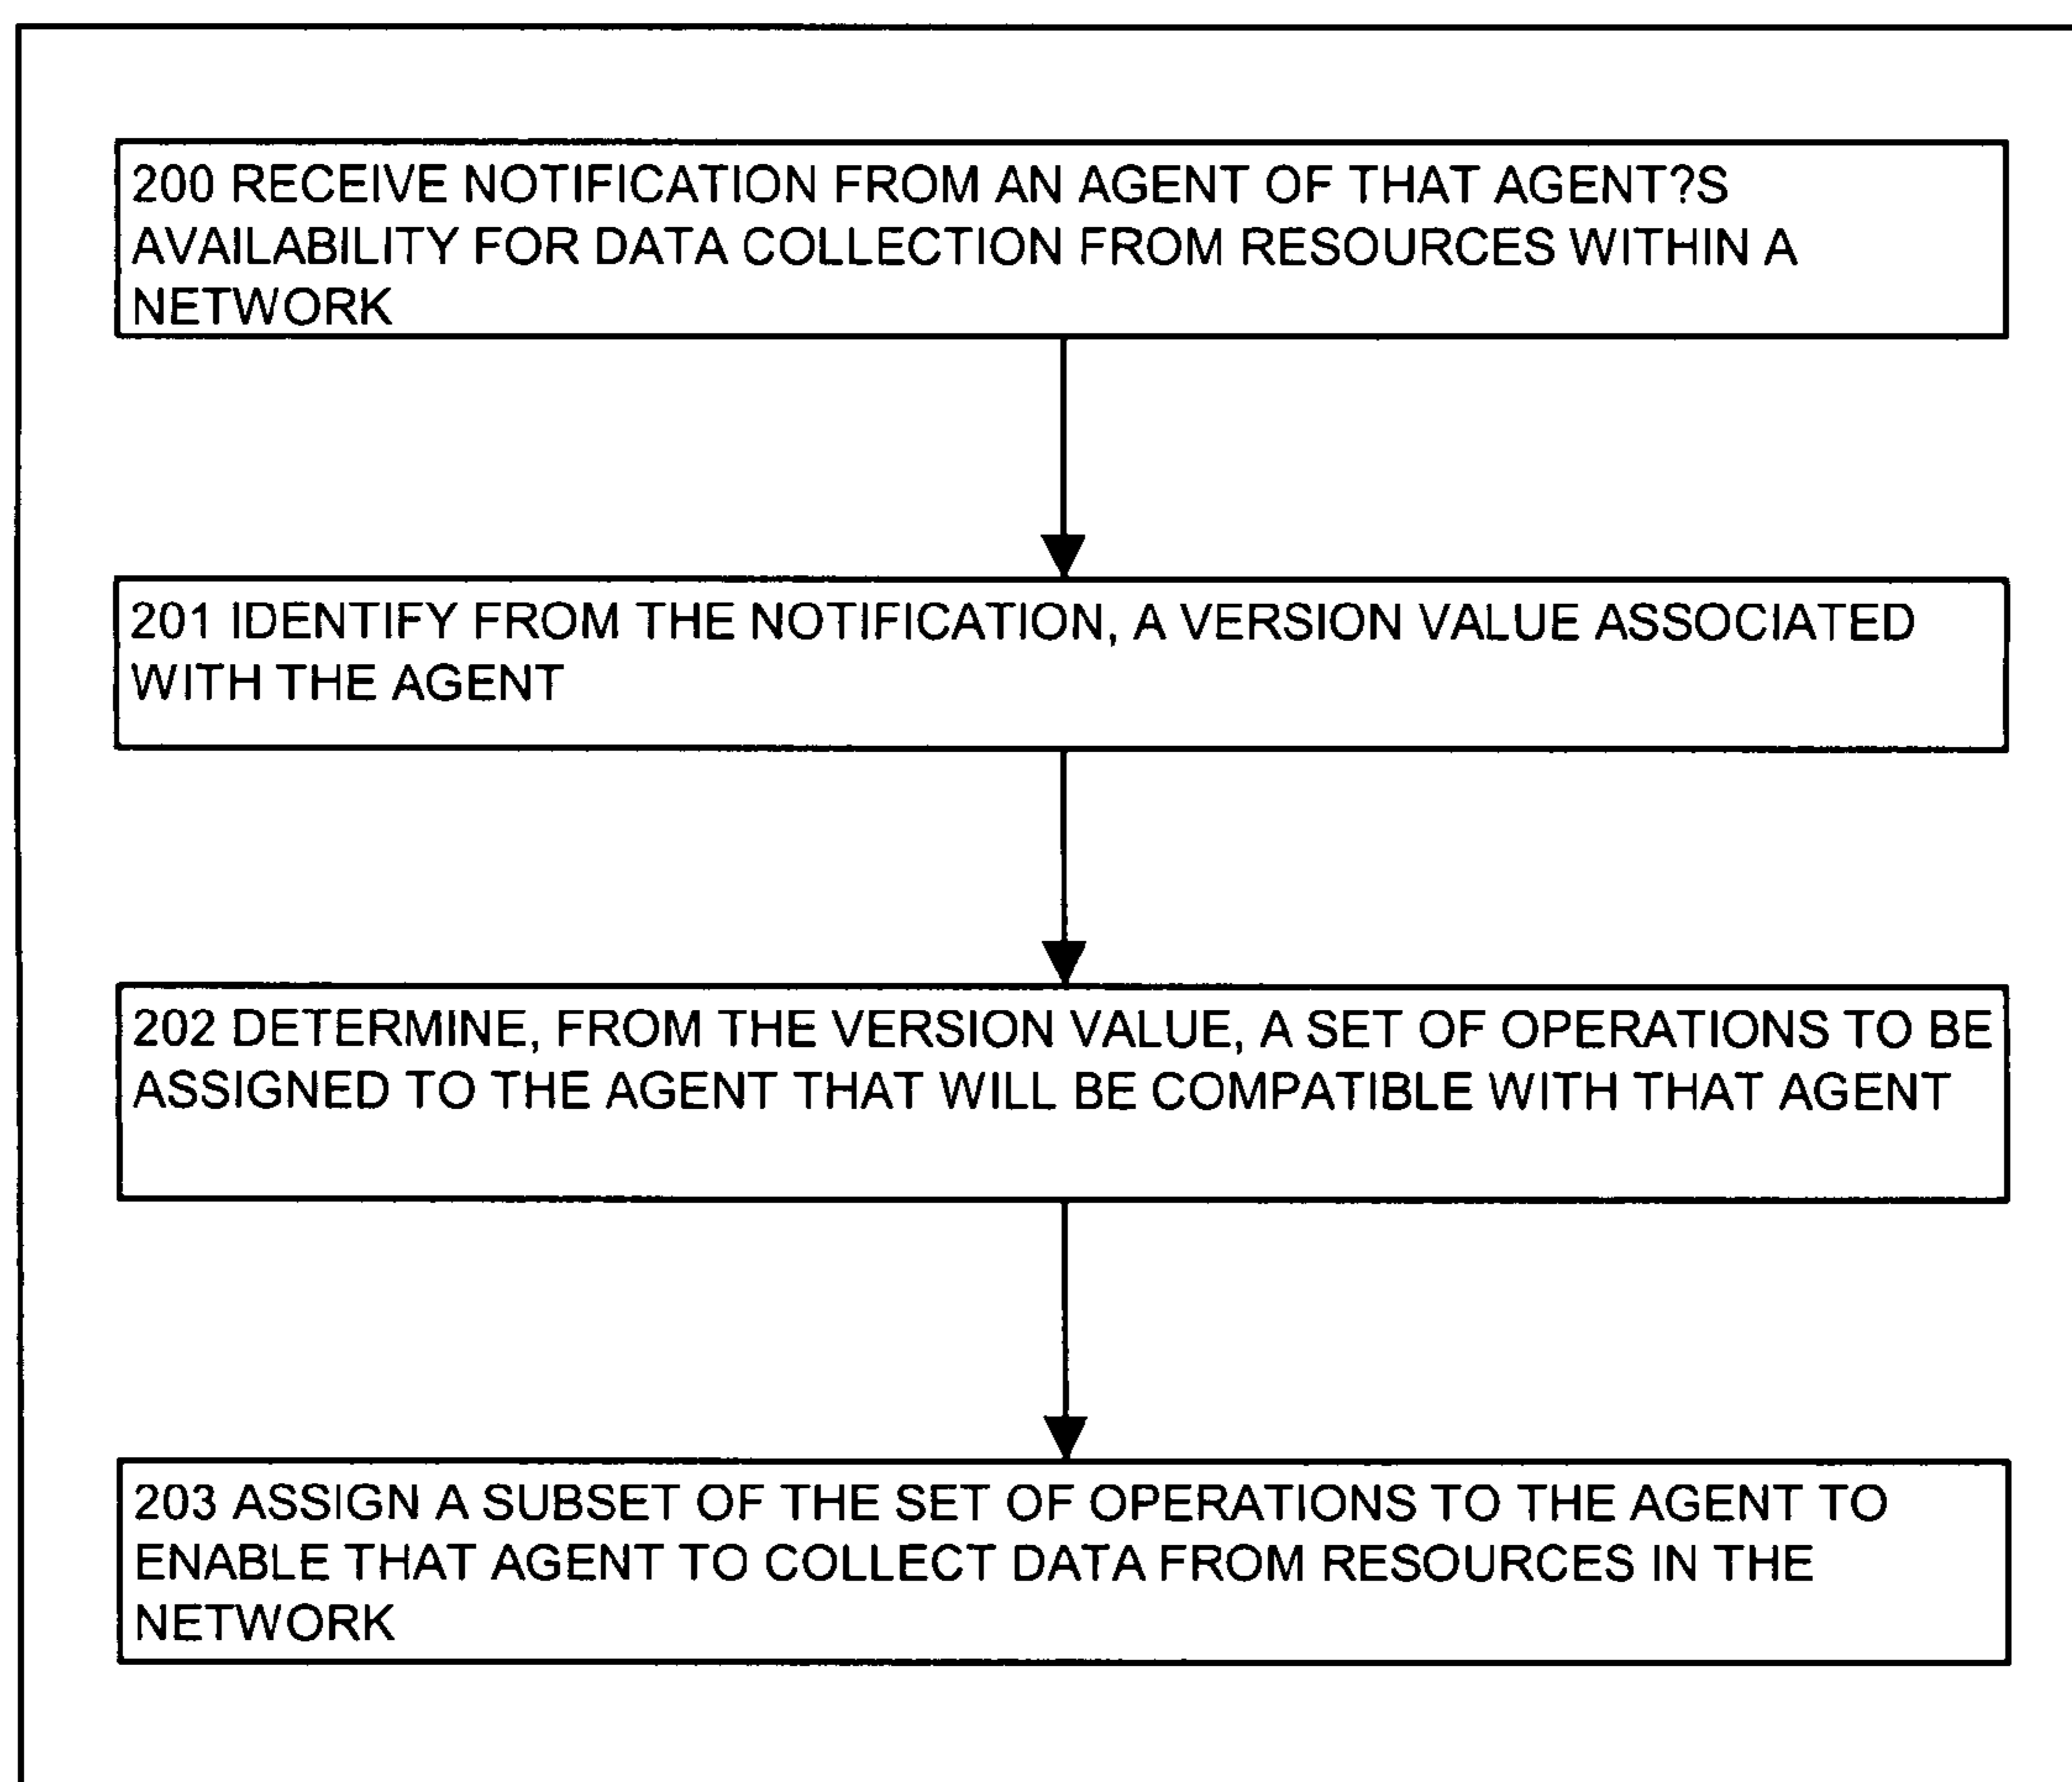 200 RECEIVE NOTIFICATION FROM AN AGENT OF THAT AGENT?S
AVAILABILITY FOR DATA COLLECTION FROM RESOURCES WITHIN A
NETWORK
201 IDENTIFY FROM THE NOTIFICATION, A VERSION VALUE ASSOCIATED
WITH THE AGENT
202 DETERMINE, FROM THE VERSION VALUE, A SET OF OPERATIONS TO BE
ASSIGNED TO THE AGENT THAT WILL BE COMPATIBLE WITH THAT AGENT
203 ASSIGN A SUBSET OF THE SET OF OPERATIONS TO THE AGENT TO
ENABLE THAT AGENT TO COLLECT DATA FROM RESOURCES IN THE
NETWORK